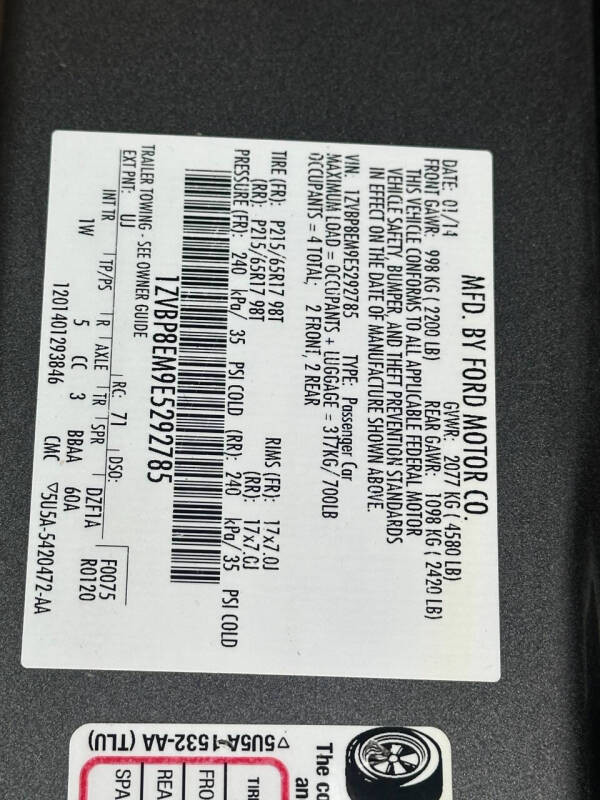 MFD. BY FORD MOTOR CO.
DATE: 01/14 GVWR: 2077 KG ( 4580 LB)
FRONT GAWR: 998 KG ( 2200 LB) REAR GAWR: 1098 KG ( 2420 LB)
THIS VEHICLE CONFORMS TO ALL APPLICABLE FEDERAL MOTOR
VEHICLE SAFETY, BUMPER, AND THEFT PREVENTION STANDARDS
IN EFFECT ON THE DATE OF MANUFACTURE SHOWN ABOVE.
VIN: 1ZVBP8EM9E5292785 TYPE: Passenger Car
MAXIMUM LOAD = OCCUPANTS + LUGGAGE = 317KG/700LB
OCCUPANTS = 4 TOTAL; 2 FRONT, 2 REAR
TIRE (FR): P215/65R17 98T RIMS (FR): 17x7.0J
(RR): P215/65R17 98T (RR): 17x7.0J
PRESSURE (FR): 240 kPa/ 35 PSI COLD (RR): 240 kPa/ 35 PSI COLD
1ZVBP8EM9E5292785
TRAILER TOWING - SEE OWNER GUIDE
EXT PNT: UJ RC: 71 DSO: F0075
R0120
INT TR TP/PS R AXLE TR SPR DZF1A
1W 5 CC 3 BBAA 60A
1201401293846 CMC ▽5U5A-5420472-AA
▽5U5A-1532-AA (TLU)
The co
an
TIRE
FRO
REA
SPA